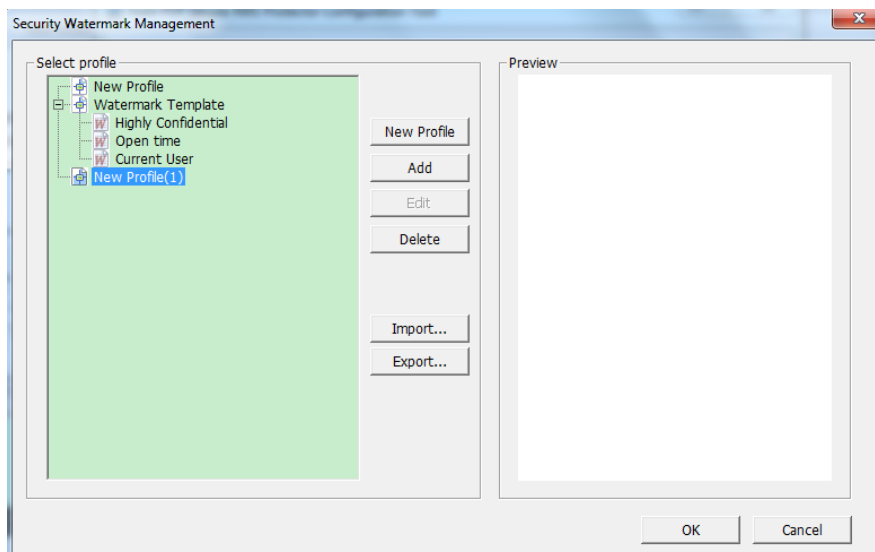 Security Watermark Management
Select profile
New Profile
Watermark Template
Highly Confidential
Open time
Current User
New Profile(1)
New Profile
Add
Edit
Delete
Import...
Export...
Preview
OK
Cancel